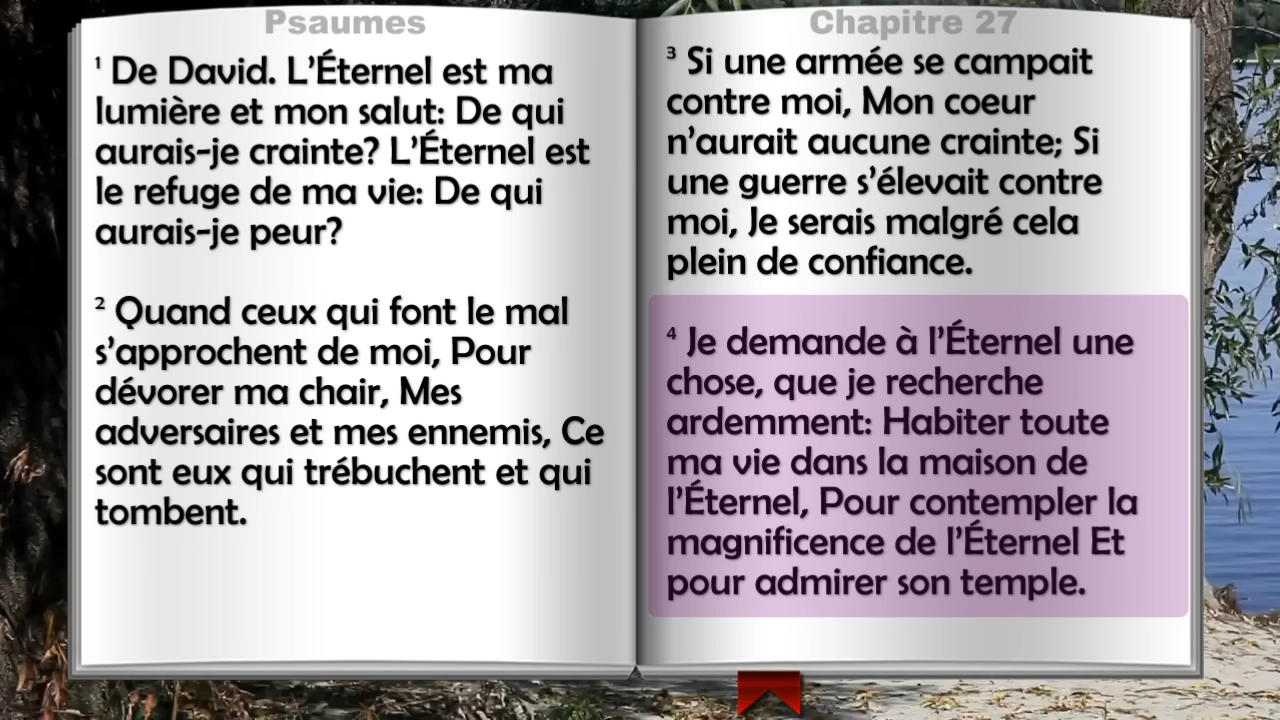 Psaumes
¹ De David. L’Éternel est ma
lumière et mon salut: De qui
aurais-je crainte? L’Éternel est
le refuge de ma vie: De qui
aurais-je peur?
² Quand ceux qui font le mal
s’approchent de moi, Pour
dévorer ma chair, Mes
adversaires et mes ennemis, Ce
sont eux qui trébuchent et qui
tombent.
Chapitre 27
³ Si une armée se campait
contre moi, Mon coeur
n’aurait aucune crainte; Si
une guerre s’élevait contre
moi, Je serais malgré cela
plein de confiance.
⁴ Je demande à l’Éternel une
chose, que je recherche
ardemment: Habiter toute
ma vie dans la maison de
l’Éternel, Pour contempler la
magnificence de l’Éternel Et
pour admirer son temple.